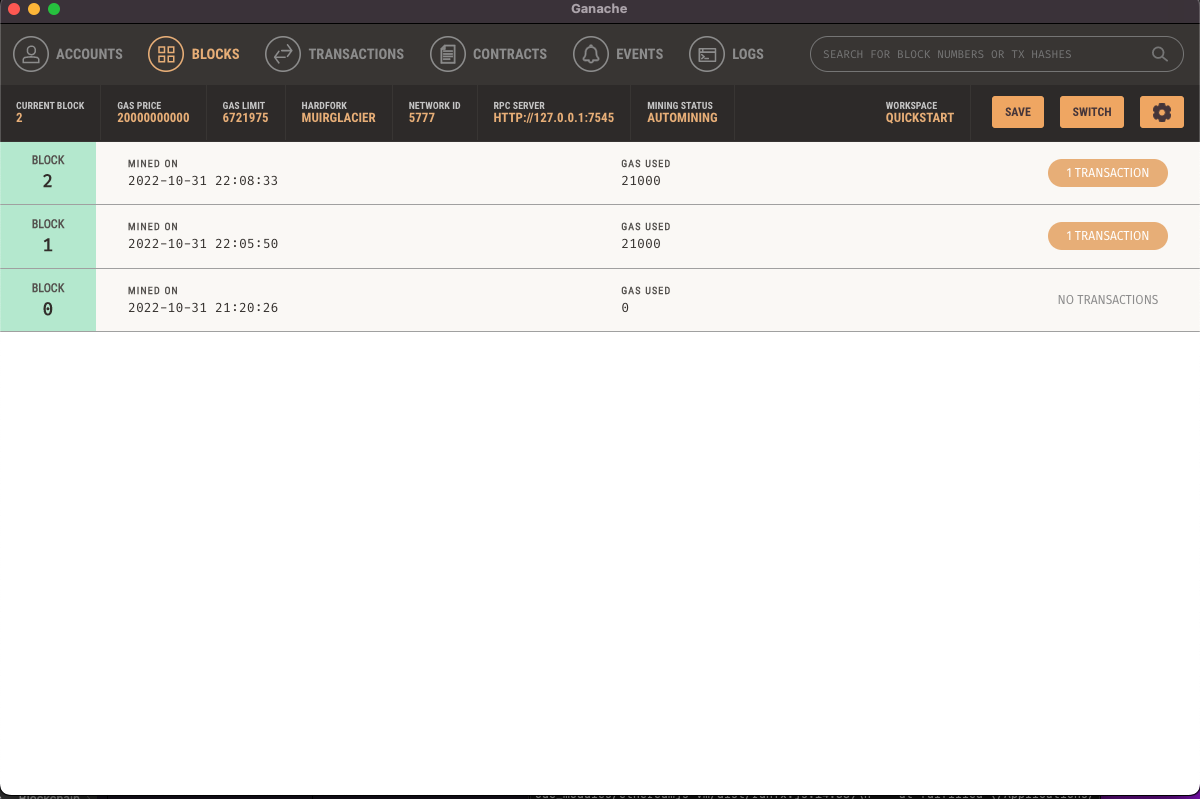 Ganache
ACCOUNTS BLOCKS TRANSACTIONS CONTRACTS EVENTS LOGS SEARCH FOR BLOCK NUMBERS OR TX HASHES
CURRENT BLOCK GAS PRICE GAS LIMIT HARDFORK NETWORK ID RPC SERVER MINING STATUS WORKSPACE
2 20000000000 6721975 MUIRGLACIER 5777 HTTP://127.0.0.1:7545 AUTOMINING QUICKSTART
SAVE SWITCH
BLOCK MINED ON GAS USED
2 2022-10-31 22:08:33 21000 1 TRANSACTION
BLOCK MINED ON GAS USED
1 2022-10-31 22:05:50 21000 1 TRANSACTION
BLOCK MINED ON GAS USED
0 2022-10-31 21:20:26 0 NO TRANSACTIONS